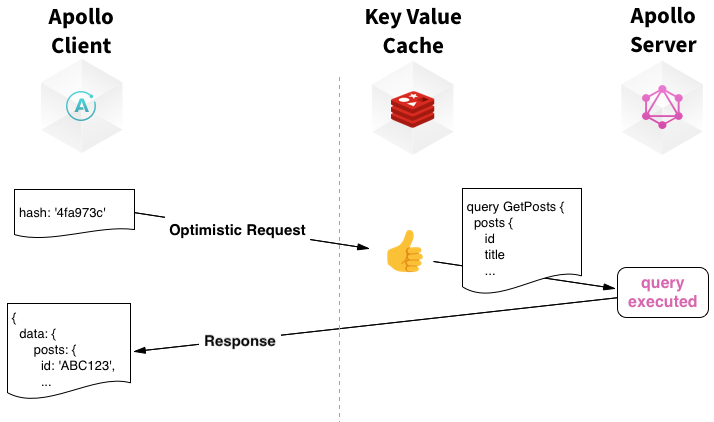 Apollo
Client
Key Value
Cache
Apollo
Server
A
hash: '4fa973c'
Optimistic Request
query GetPosts {
posts {
id
title
...
query
executed
{
data: {
posts: {
id: 'ABC123',
...
Response